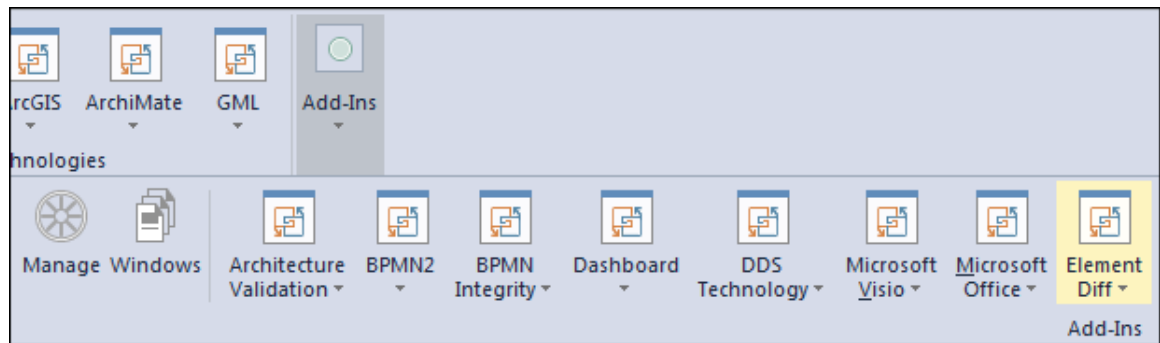 rcGIS ArchiMate GML Add-Ins
hnologies
Manage Windows Architecture Validation BPMN2 BPMN Integrity Dashboard DDS Technology Microsoft Visio Microsoft Office Element Diff
Add-Ins